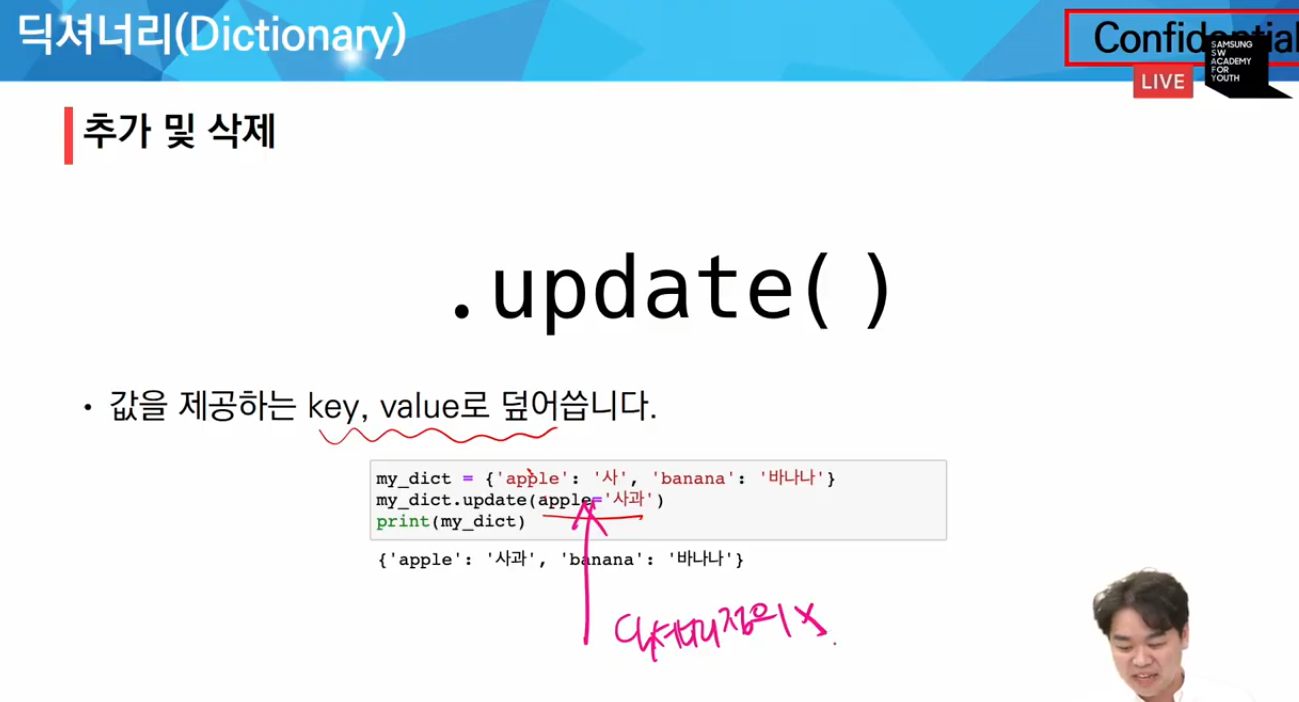 딕셔너리(Dictionary)
Confidential
SAMSUNG
SW
ACADEMY
FOR
YOUTH
LIVE
추가 및 삭제
.update()
• 값을 제공하는 key, value로 덮어씁니다.
my_dict = {'apple': '사', 'banana': '바나나'}
my_dict.update(apple='사과')
print(my_dict)
{'apple': '사과', 'banana': '바나나'}
딕셔너리 정의 X